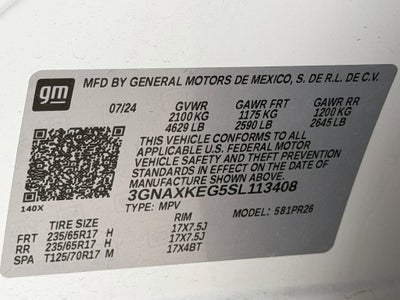 gm
MFD BY GENERAL MOTORS DE MEXICO, S. DE R.L. DE C.V.
07/24 GVWR GAWR FRT GAWR RR
2100 KG 1175 KG 1200 KG
4629 LB 2590 LB 2645 LB
THIS VEHICLE CONFORMS TO ALL
APPLICABLE U.S. FEDERAL MOTOR
VEHICLE SAFETY AND THEFT PREVENTION
STANDARDS IN EFFECT ON THE DATE OF
MANUFACTURE SHOWN ABOVE.
3GNAXKEG5SL113408
140X TYPE: MPV MODEL: 581PR26
TIRE SIZE RIM
FRT 235/65R17 H 17X7.5J
RR 235/65R17 H 17X7.5J
SPA T125/70R17 M 17X4BT